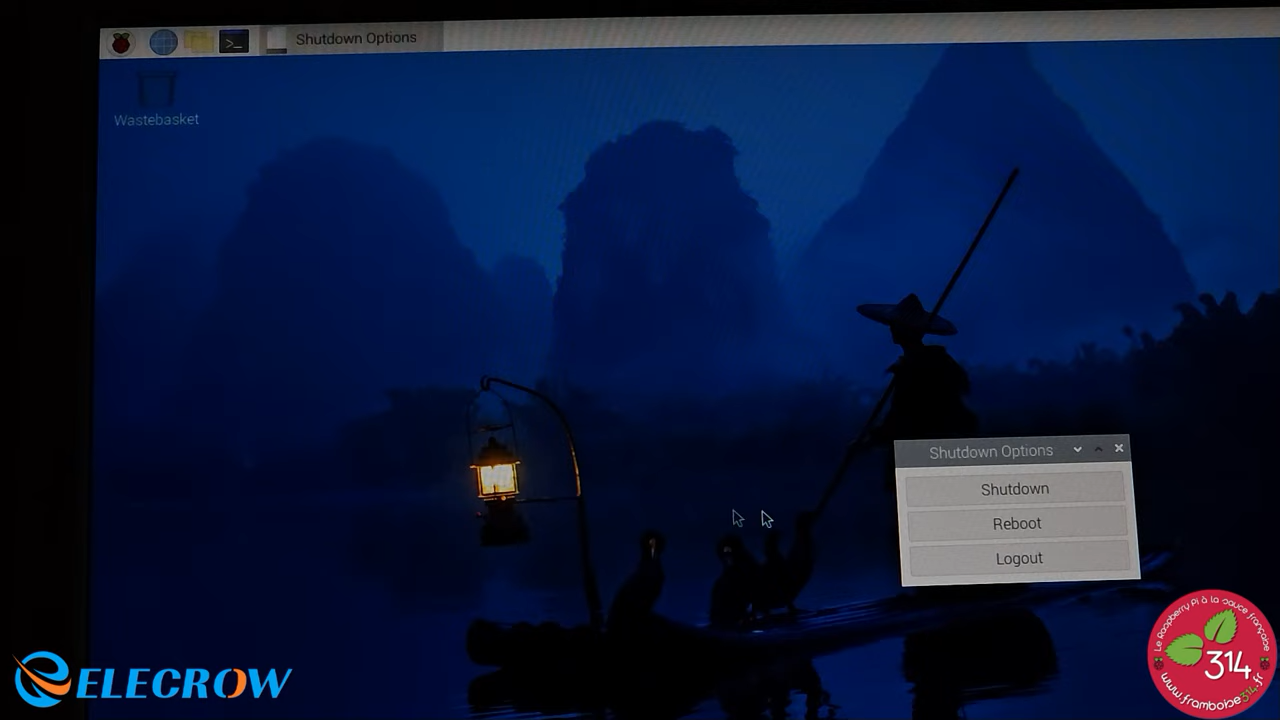 Shutdown Options
Wastebasket
Shutdown Options
Shutdown
Reboot
Logout
ELECROW
Le Raspberry Pi à la sauce française
314
www.framboise314.fr